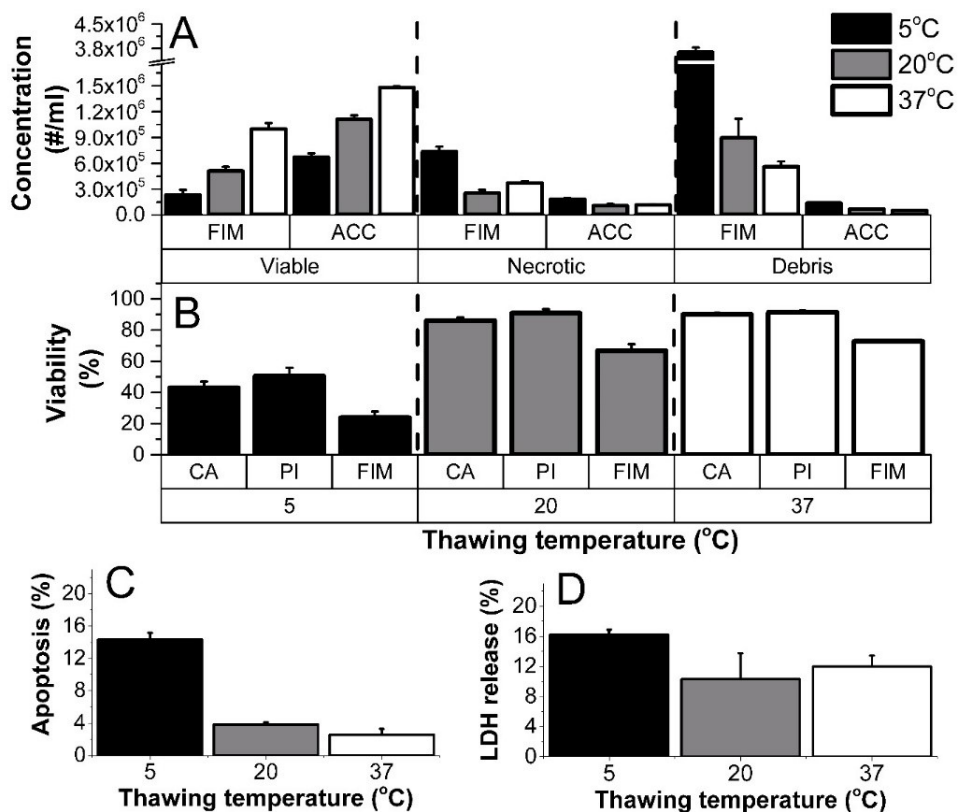 A
Concentration
(#/ml)
4.5x10⁶
3.8x10⁶
1.5x10⁶
1.2x10⁶
9.0x10⁵
6.0x10⁵
3.0x10⁵
0.0
5°C
20°C
37°C
FIM ACC FIM ACC FIM ACC
Viable Necrotic Debris
B
Viability
(%)
100
80
60
40
20
0
CA PI FIM CA PI FIM CA PI FIM
5 20 37
Thawing temperature (°C)
C
Apoptosis (%)
20
16
12
8
4
0
5 20 37
Thawing temperature (°C)
D
LDH release (%)
20
16
12
8
4
0
5 20 37
Thawing temperature (°C)